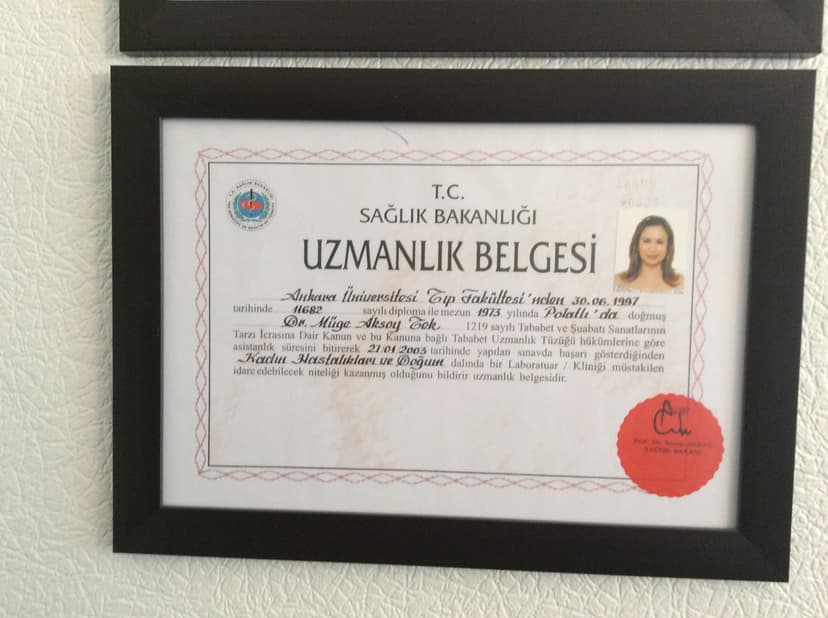 T.C.
SAĞLIK BAKANLIĞI
UZMANLIK BELGESİ
Ankara Üniversitesi Tıp Fakültesi'nden 30.06.1997
tarihinde 11682 sayılı diploma ile mezun 1973 yılında Polatlı'da doğmuş
Dr. Müge Aksoy Tok 1219 sayılı Tababet ve Şuabatı Sanatlarının
Tarzı İcrasına Dair Kanun ve bu Kanuna bağlı Tababet Uzmanlık Tüzüğü hükümlerine göre
asistanlık süresini bitirerek 27/01/2003 tarihinde yapılan sınavda başarı gösterdiğinden
Kadın Hastalıkları ve Doğum dalında bir Laboratuar / Kliniği müstakilen
idare edebilecek niteliği kazanmış olduğunu bildirir uzmanlık belgesidir.
SAĞLIK BAKANI